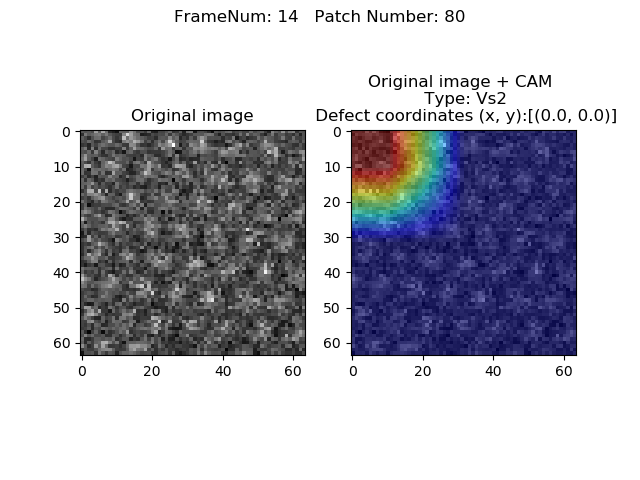 FrameNum: 14   Patch Number: 80
Original image
Original image + CAM
Type: Vs2
Defect coordinates (x, y):[(0.0, 0.0)]
0
10
20
30
40
50
60
0 20 40 60
0
10
20
30
40
50
60
0 20 40 60